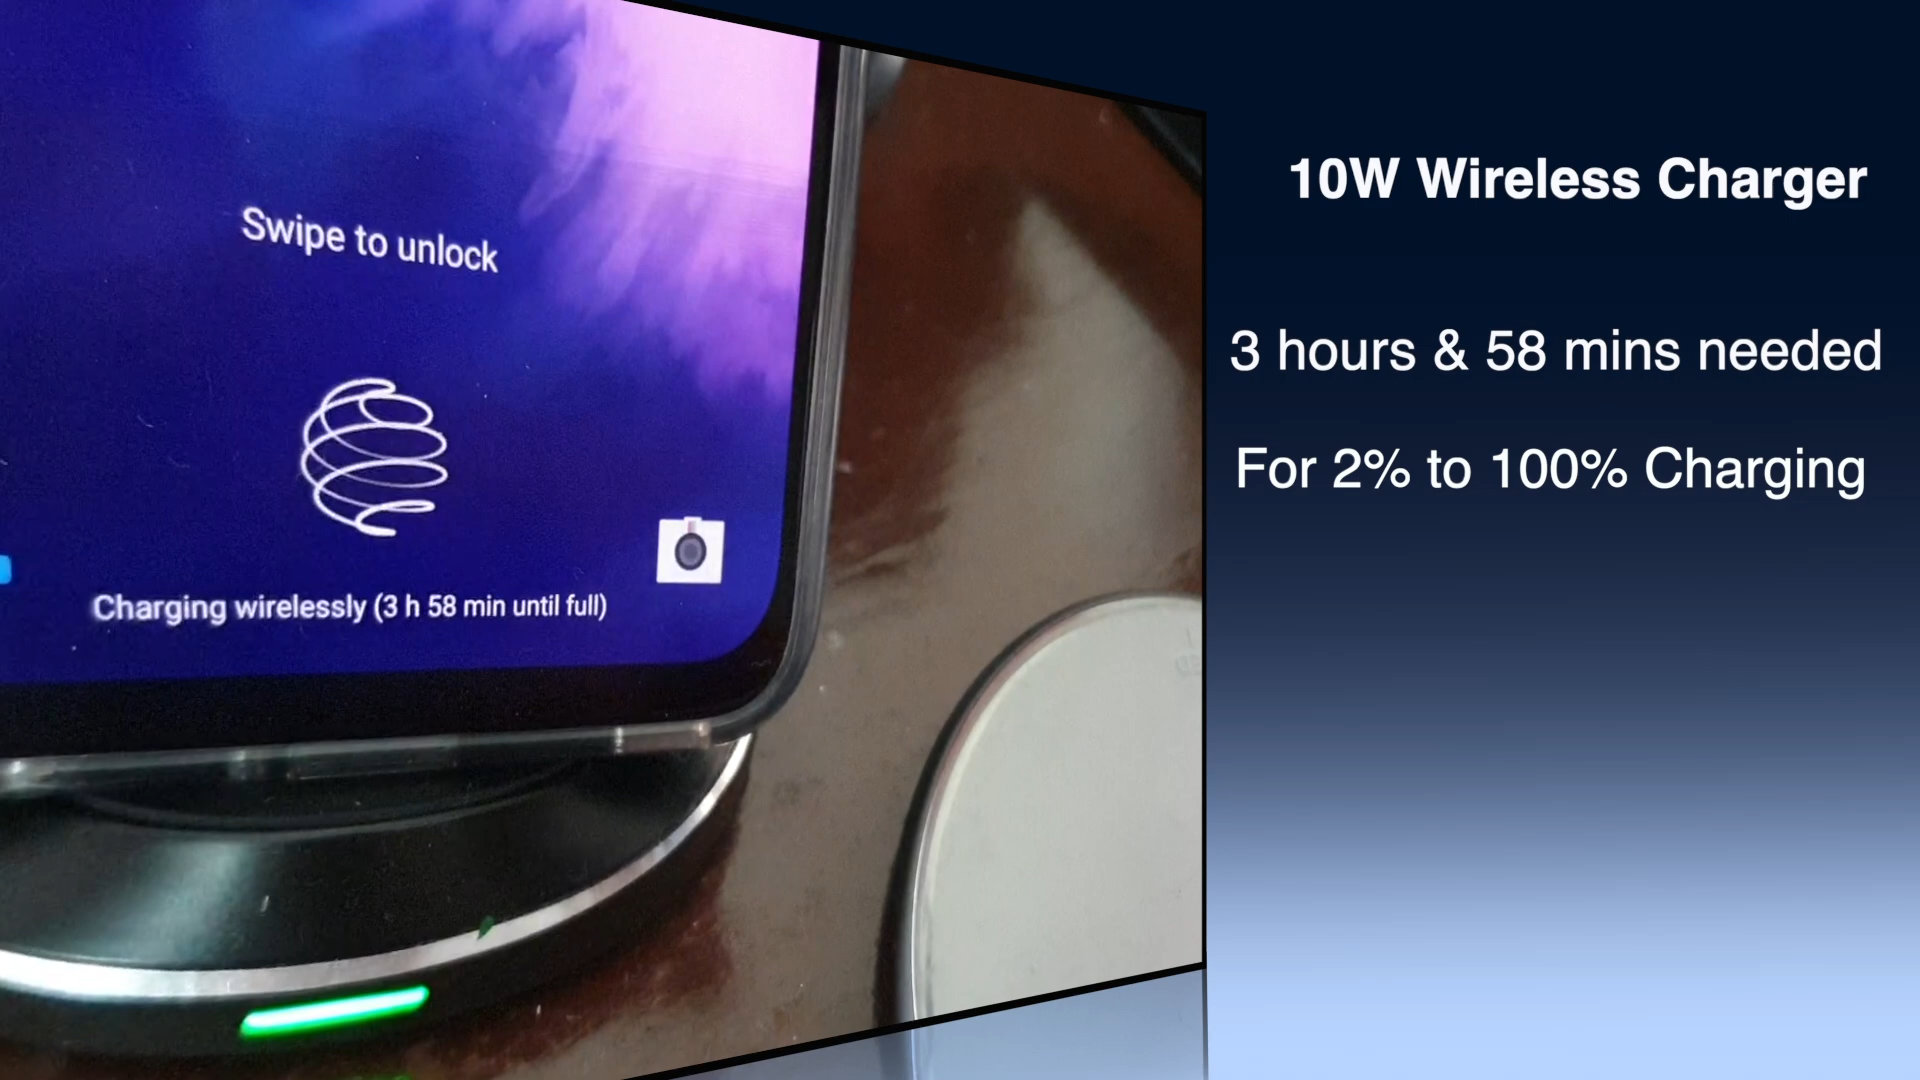 Swipe to unlock
Charging wirelessly (3 h 58 min until full)
10W Wireless Charger
3 hours & 58 mins needed
For 2% to 100% Charging